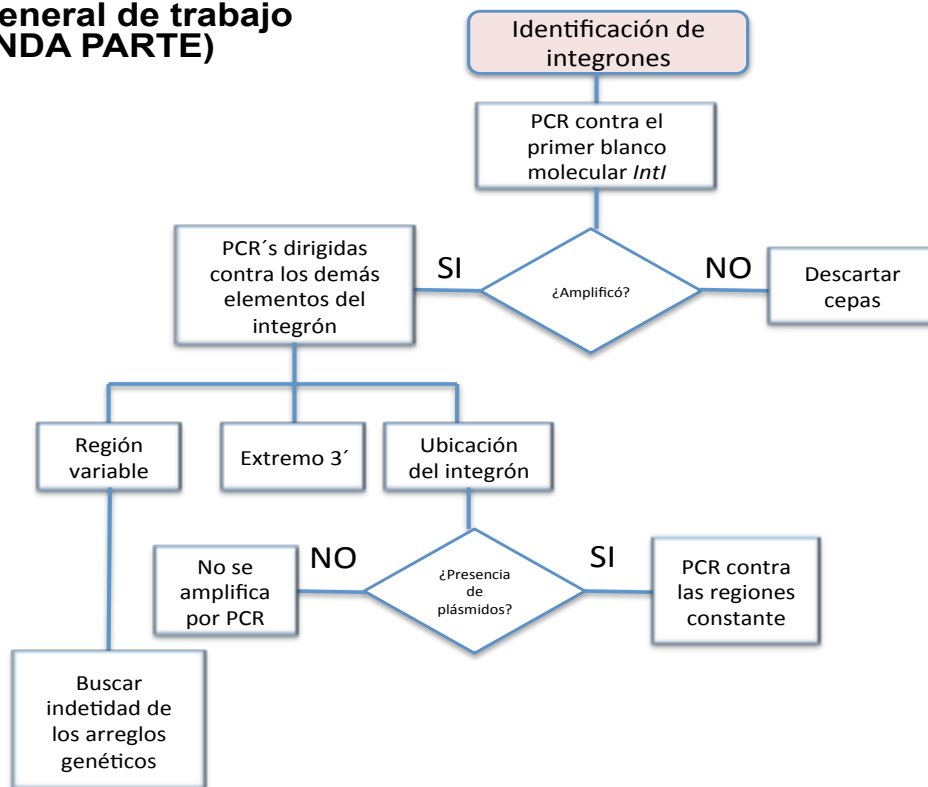 eneral de trabajo
NDA PARTE)
Identificación de
integrones
PCR contra el
primer blanco
molecular IntI
¿Amplificó?
SI
NO
PCR´s dirigidas
contra los demás
elementos del
integrón
Descartar
cepas
Región
variable
Extremo 3´
Ubicación
del integrón
¿Presencia
de
plásmidos?
NO
SI
No se
amplifica
por PCR
PCR contra
las regiones
constante
Buscar
indetidad de
los arreglos
genéticos